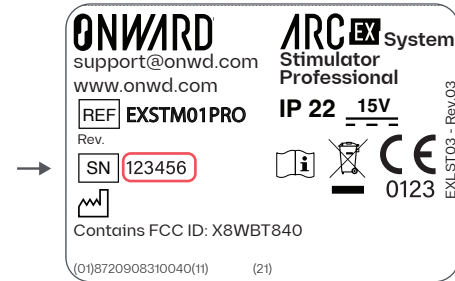 ONWARD
support@onwd.com
www.onwd.com
REF EXSTM01PRO
Rev.
SN 123456
Contains FCC ID: X8WBT840
(01)8720908310040(11) (21)
ARC EX System
Stimulator
Professional
IP 22 15V
i
CE
0123
EXLST03 - Rev.03